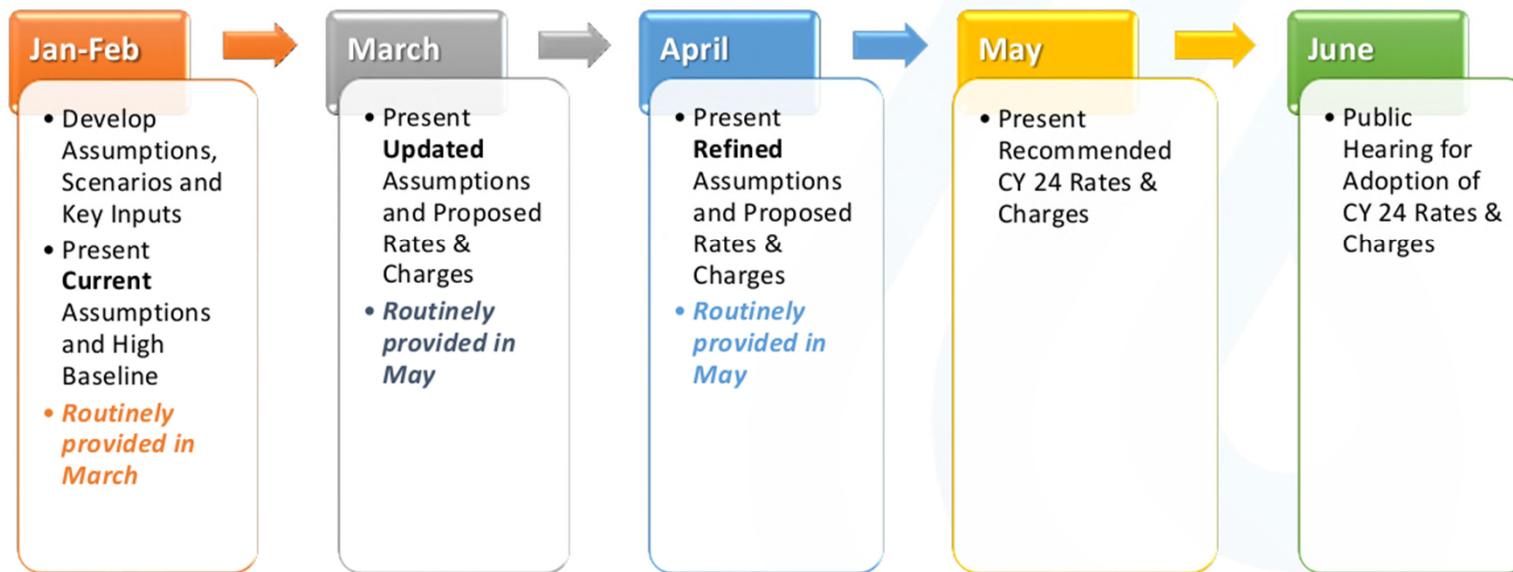 Jan-Feb
• Develop
Assumptions,
Scenarios and
Key Inputs
• Present
Current
Assumptions
and High
Baseline
• Routinely
provided in
March
March
• Present
Updated
Assumptions
and Proposed
Rates &
Charges
• Routinely
provided in
May
April
• Present
Refined
Assumptions
and Proposed
Rates &
Charges
• Routinely
provided in
May
May
• Present
Recommended
CY 24 Rates &
Charges
June
• Public
Hearing for
Adoption of
CY 24 Rates &
Charges